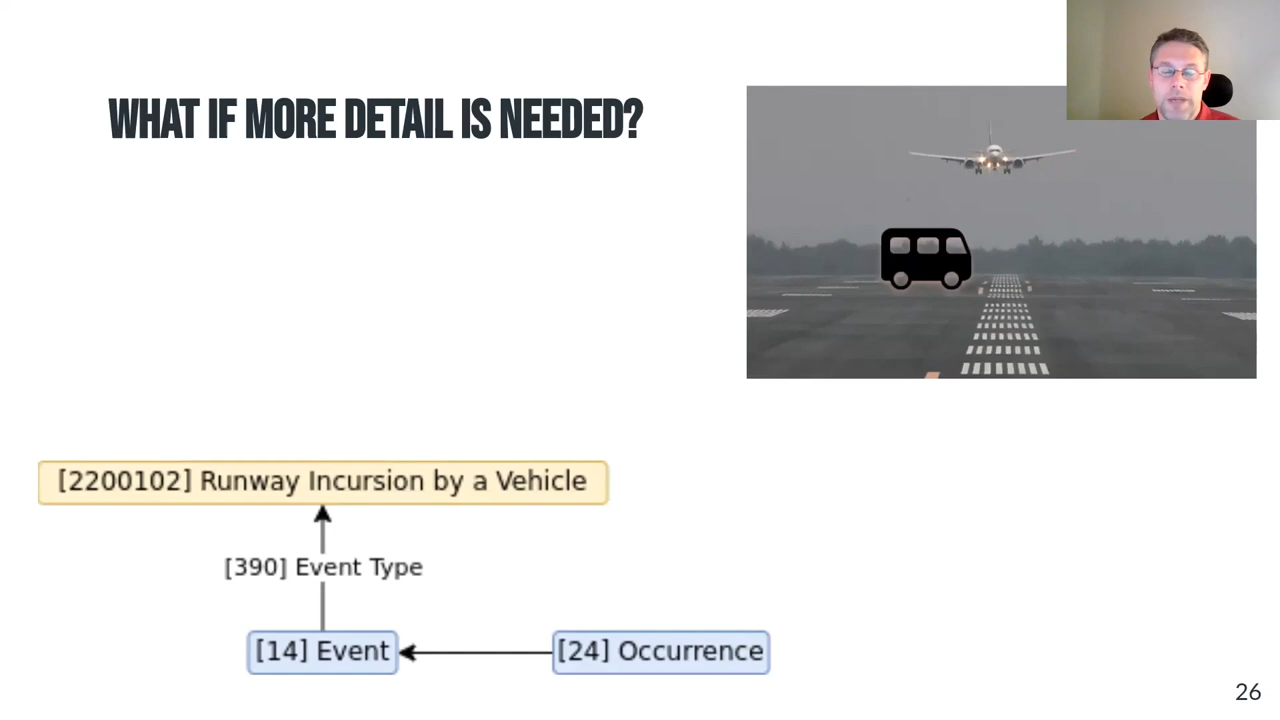 WHAT IF MORE DETAIL IS NEEDED?
[2200102] Runway Incursion by a Vehicle
[390] Event Type
[14] Event
[24] Occurrence
26